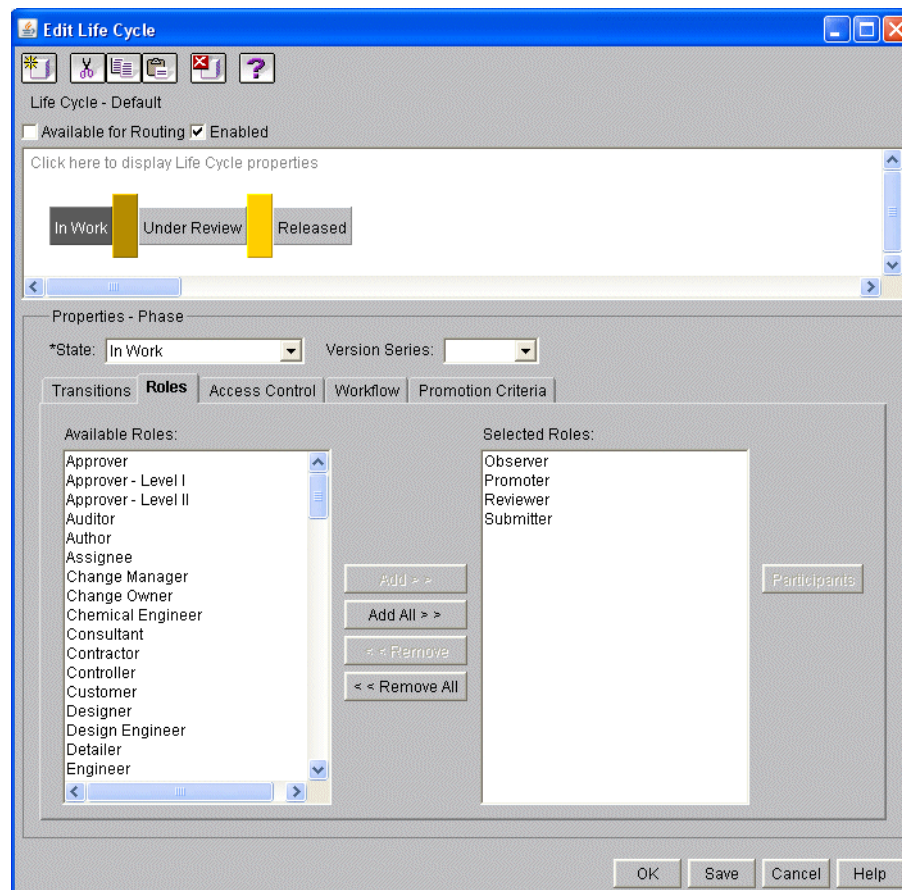 Edit Life Cycle
Life Cycle - Default
Available for Routing Enabled
Click here to display Life Cycle properties
In Work Under Review Released
Properties - Phase
*State: In Work Version Series:
Transitions Roles Access Control Workflow Promotion Criteria
Available Roles:
Approver
Approver - Level I
Approver - Level II
Auditor
Author
Assignee
Change Manager
Change Owner
Chemical Engineer
Consultant
Contractor
Controller
Customer
Designer
Design Engineer
Detailer
Engineer
Add > >
Add All > >
< < Remove
< < Remove All
Selected Roles:
Observer
Promoter
Reviewer
Submitter
Participants
OK Save Cancel Help